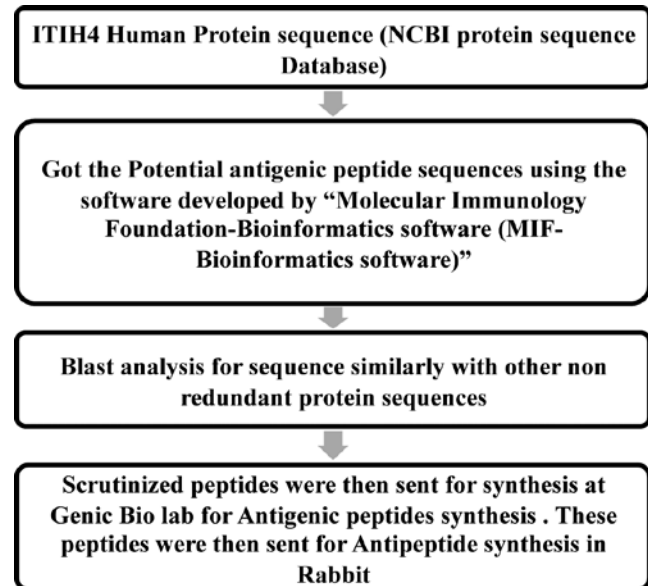 ITIH4 Human Protein sequence (NCBI protein sequence
Database)
Got the Potential antigenic peptide sequences using the
software developed by “Molecular Immunology
Foundation-Bioinformatics software (MIF-
Bioinformatics software)”
Blast analysis for sequence similarly with other non
redundant protein sequences
Scrutinized peptides were then sent for synthesis at
Genic Bio lab for Antigenic peptides synthesis . These
peptides were then sent for Antipeptide synthesis in
Rabbit